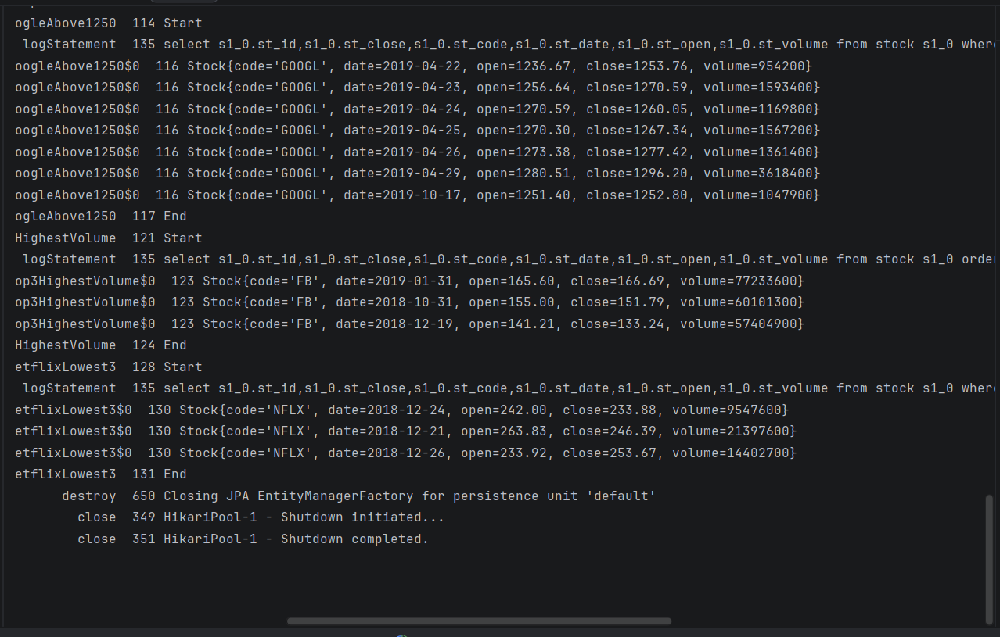 ogleAbove1250  114 Start
logStatement  135 select s1_0.st_id,s1_0.st_close,s1_0.st_code,s1_0.st_date,s1_0.st_open,s1_0.st_volume from stock s1_0 where
oogleAbove1250$0  116 Stock{code='GOOGL', date=2019-04-22, open=1236.67, close=1253.76, volume=954200}
oogleAbove1250$0  116 Stock{code='GOOGL', date=2019-04-23, open=1256.64, close=1270.59, volume=1593400}
oogleAbove1250$0  116 Stock{code='GOOGL', date=2019-04-24, open=1270.59, close=1260.05, volume=1169800}
oogleAbove1250$0  116 Stock{code='GOOGL', date=2019-04-25, open=1270.30, close=1267.34, volume=1567200}
oogleAbove1250$0  116 Stock{code='GOOGL', date=2019-04-26, open=1273.38, close=1277.42, volume=1361400}
oogleAbove1250$0  116 Stock{code='GOOGL', date=2019-04-29, open=1280.51, close=1296.20, volume=3618400}
oogleAbove1250$0  116 Stock{code='GOOGL', date=2019-10-17, open=1251.40, close=1252.80, volume=1047900}
ogleAbove1250  117 End
HighestVolume  121 Start
logStatement  135 select s1_0.st_id,s1_0.st_close,s1_0.st_code,s1_0.st_date,s1_0.st_open,s1_0.st_volume from stock s1_0 orde
op3HighestVolume$0  123 Stock{code='FB', date=2019-01-31, open=165.60, close=166.69, volume=77233600}
op3HighestVolume$0  123 Stock{code='FB', date=2018-10-31, open=155.00, close=151.79, volume=60101300}
op3HighestVolume$0  123 Stock{code='FB', date=2018-12-19, open=141.21, close=133.24, volume=57404900}
HighestVolume  124 End
etflixLowest3  128 Start
logStatement  135 select s1_0.st_id,s1_0.st_close,s1_0.st_code,s1_0.st_date,s1_0.st_open,s1_0.st_volume from stock s1_0 where
etflixLowest3$0  130 Stock{code='NFLX', date=2018-12-24, open=242.00, close=233.88, volume=9547600}
etflixLowest3$0  130 Stock{code='NFLX', date=2018-12-21, open=263.83, close=246.39, volume=21397600}
etflixLowest3$0  130 Stock{code='NFLX', date=2018-12-26, open=233.92, close=253.67, volume=14402700}
etflixLowest3  131 End
destroy  650 Closing JPA EntityManagerFactory for persistence unit 'default'
close  349 HikariPool-1 - Shutdown initiated...
close  351 HikariPool-1 - Shutdown completed.